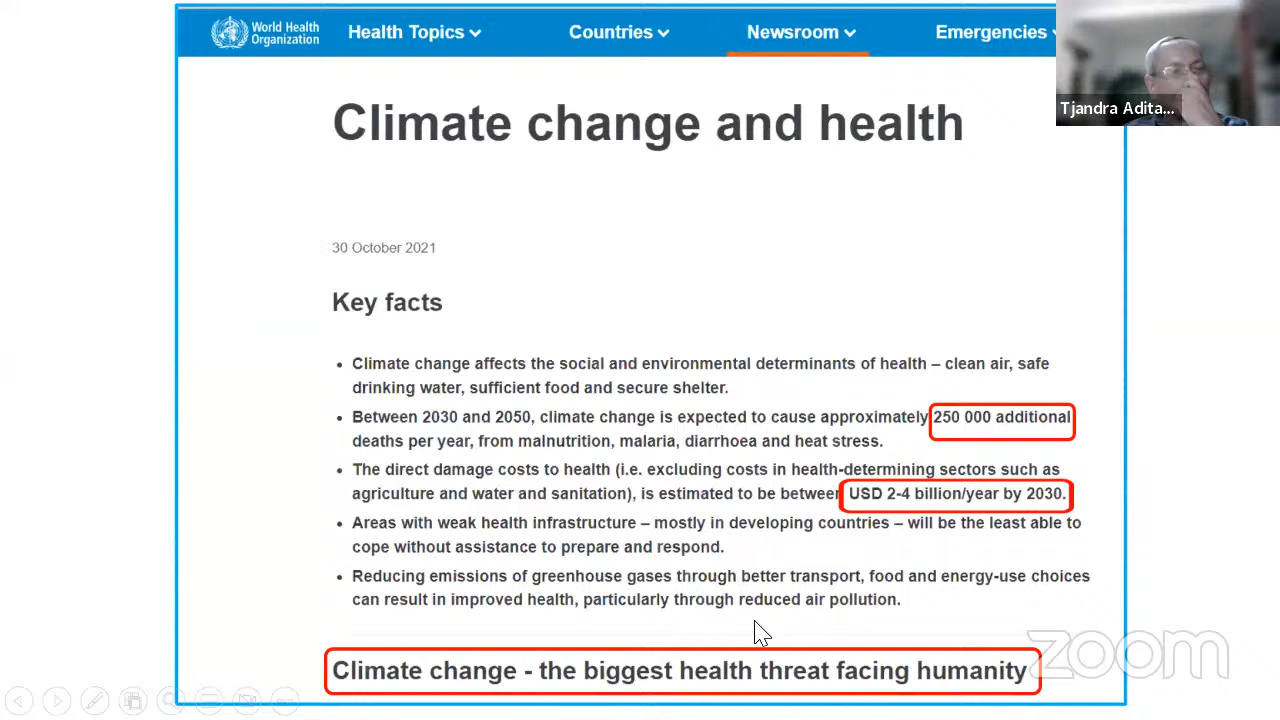 World Health
Organization
Health Topics
Countries
Newsroom
Emergencies
Tjandra Adita...
Climate change and health
30 October 2021
Key facts
• Climate change affects the social and environmental determinants of health – clean air, safe
drinking water, sufficient food and secure shelter.
• Between 2030 and 2050, climate change is expected to cause approximately 250 000 additional
deaths per year, from malnutrition, malaria, diarrhoea and heat stress.
• The direct damage costs to health (i.e. excluding costs in health-determining sectors such as
agriculture and water and sanitation), is estimated to be between USD 2-4 billion/year by 2030.
• Areas with weak health infrastructure – mostly in developing countries – will be the least able to
cope without assistance to prepare and respond.
• Reducing emissions of greenhouse gases through better transport, food and energy-use choices
can result in improved health, particularly through reduced air pollution.
Climate change - the biggest health threat facing humanity
zoom